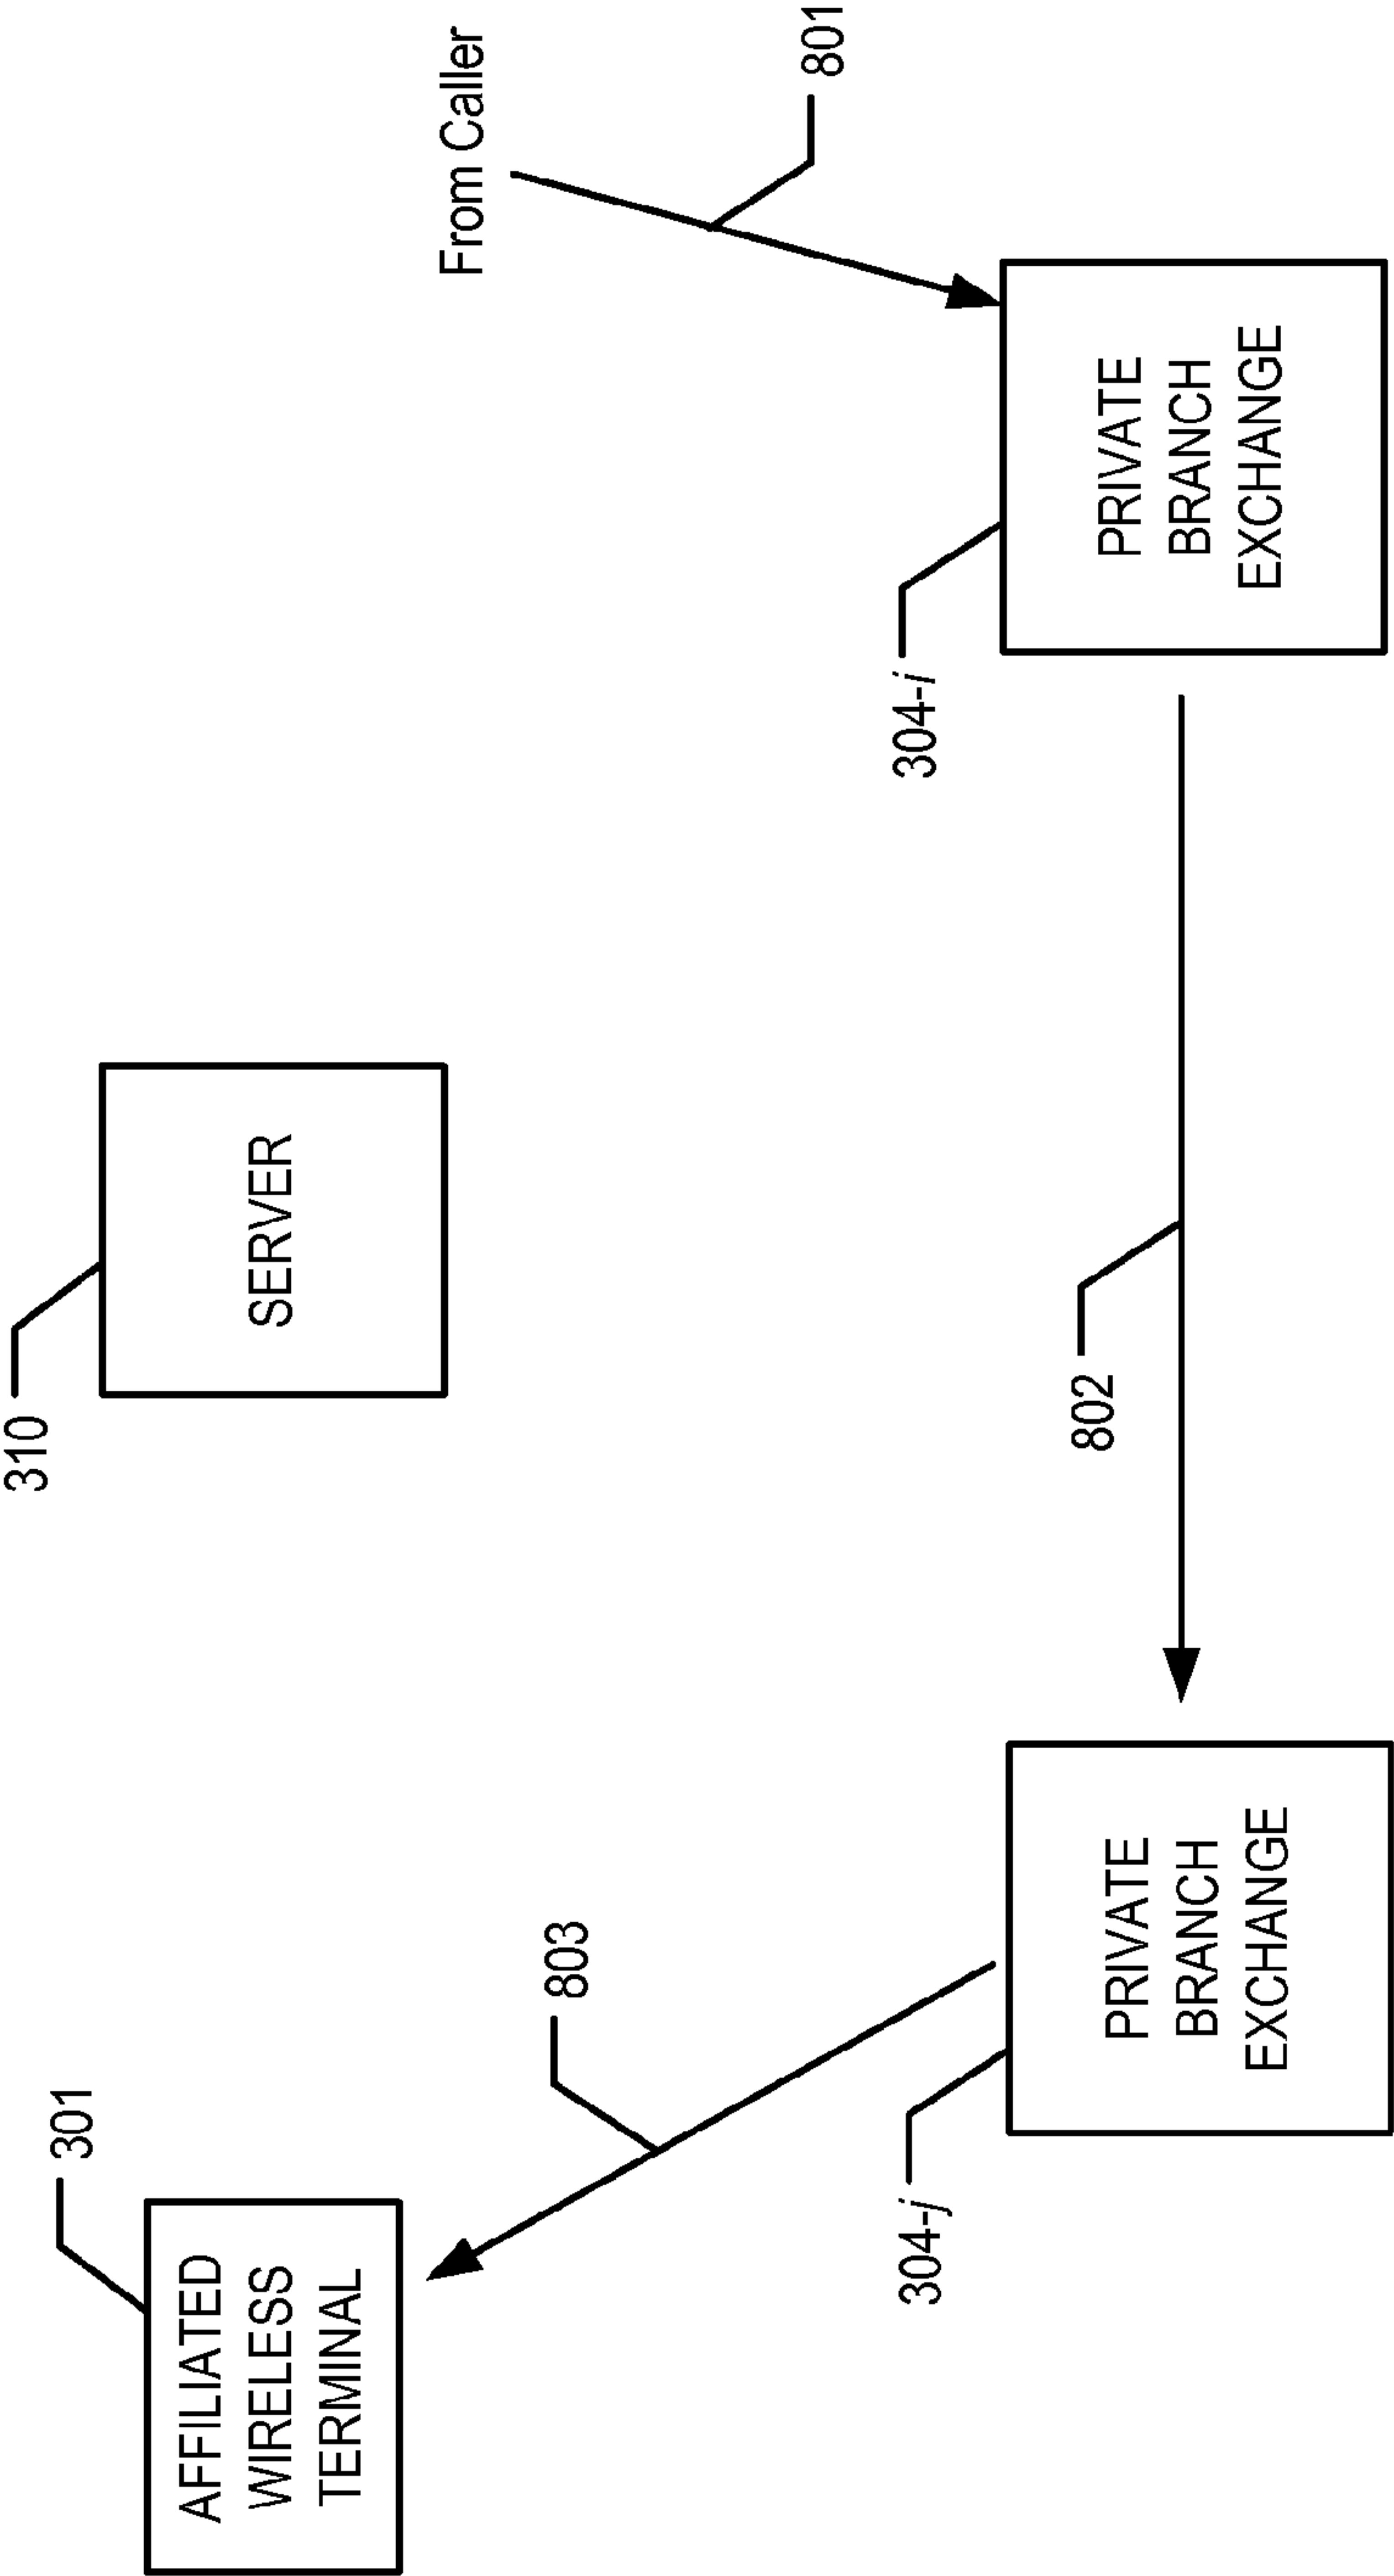 310
SERVER
From Caller
801
301
AFFILIATED
WIRELESS
TERMINAL
803
304-j
PRIVATE
BRANCH
EXCHANGE
802
304-i
PRIVATE
BRANCH
EXCHANGE